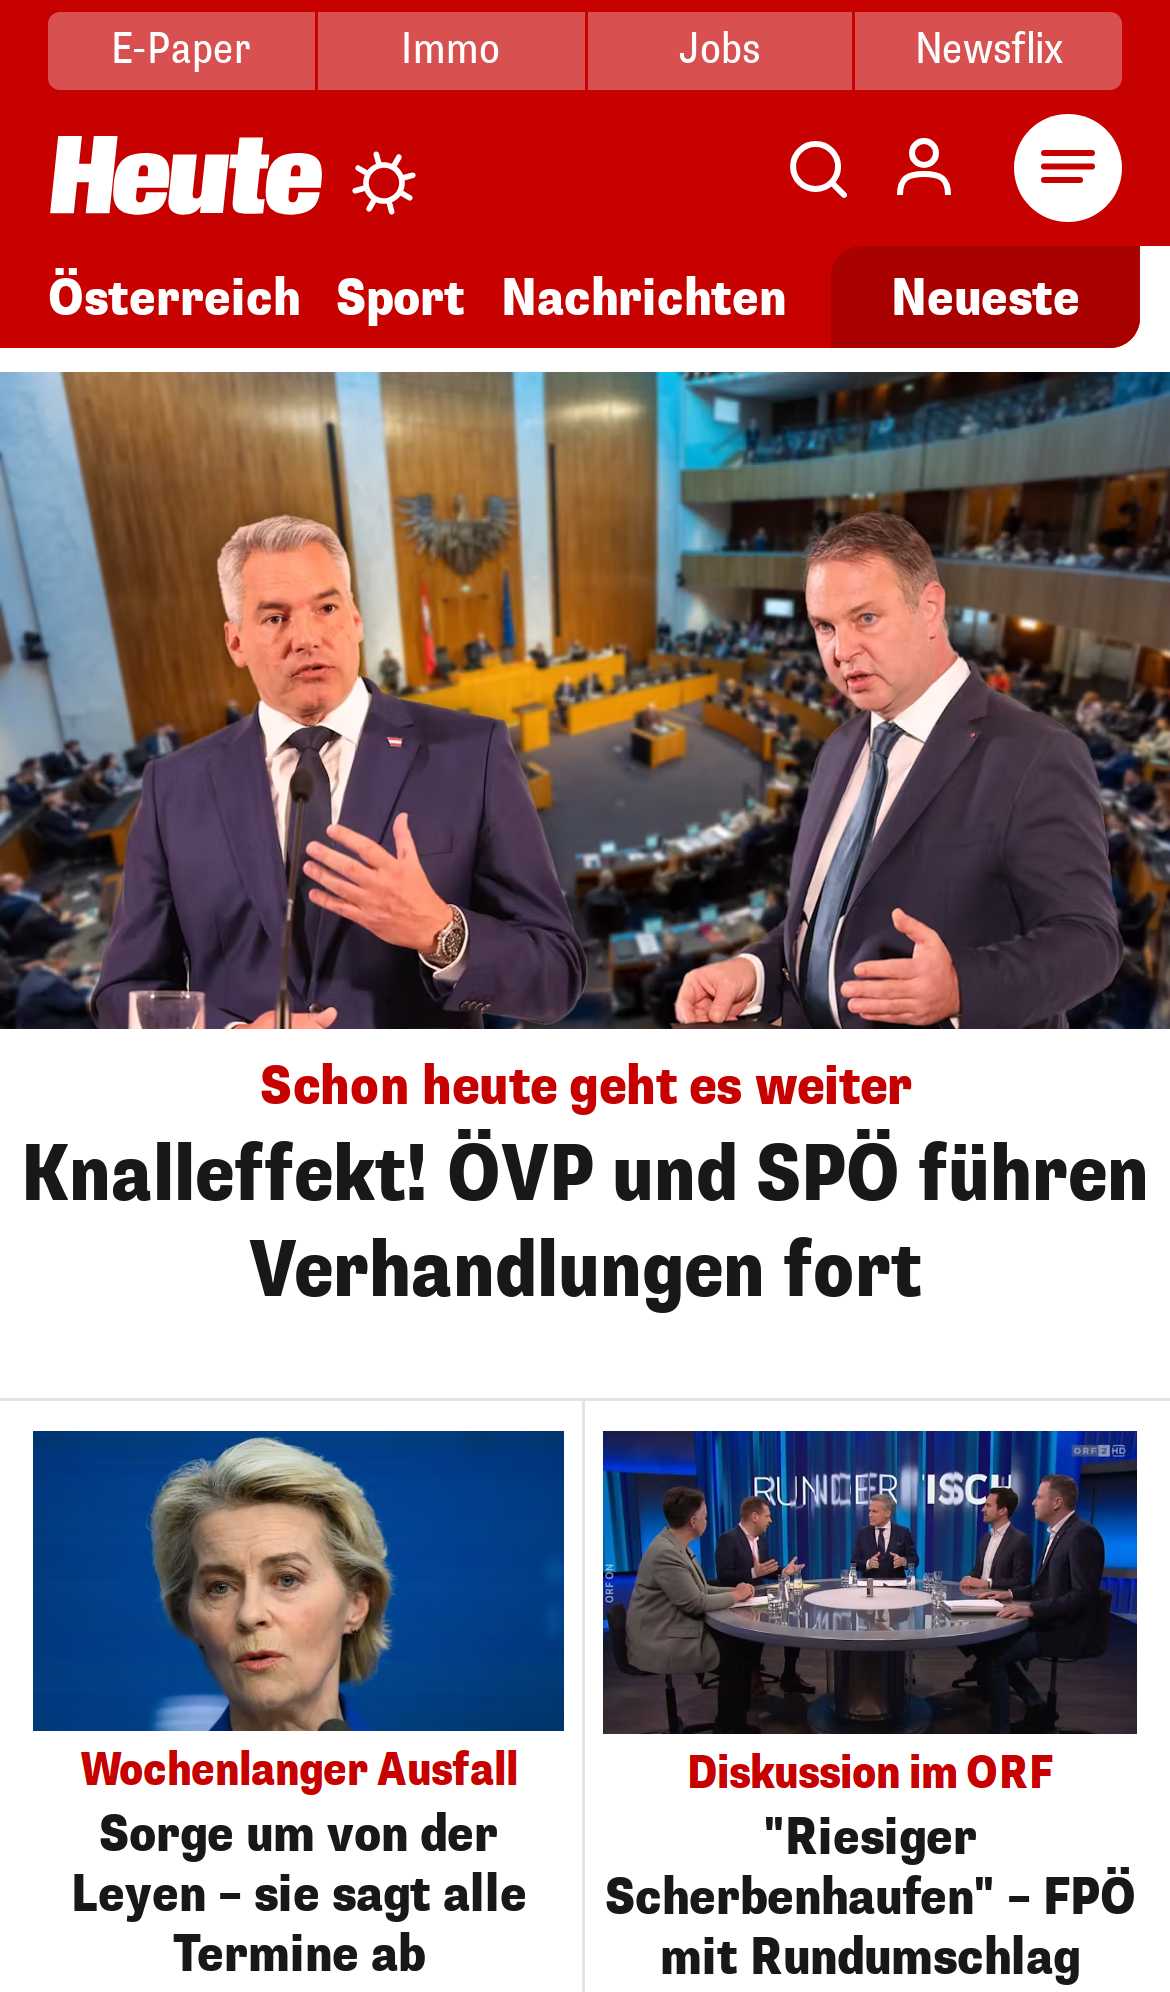 E-Paper
Immo
Jobs
Newsflix
Heute
Österreich
Sport
Nachrichten
Neueste
Schon heute geht es weiter
Knalleffekt! ÖVP und SPÖ führen
Verhandlungen fort
Wochenlanger Ausfall
Sorge um von der
Leyen – sie sagt alle
Termine ab
ORF 2 HD
RUNDER TISCH
ORF ON
Diskussion im ORF
"Riesiger
Scherbenhaufen" – FPÖ
mit Rundumschlag